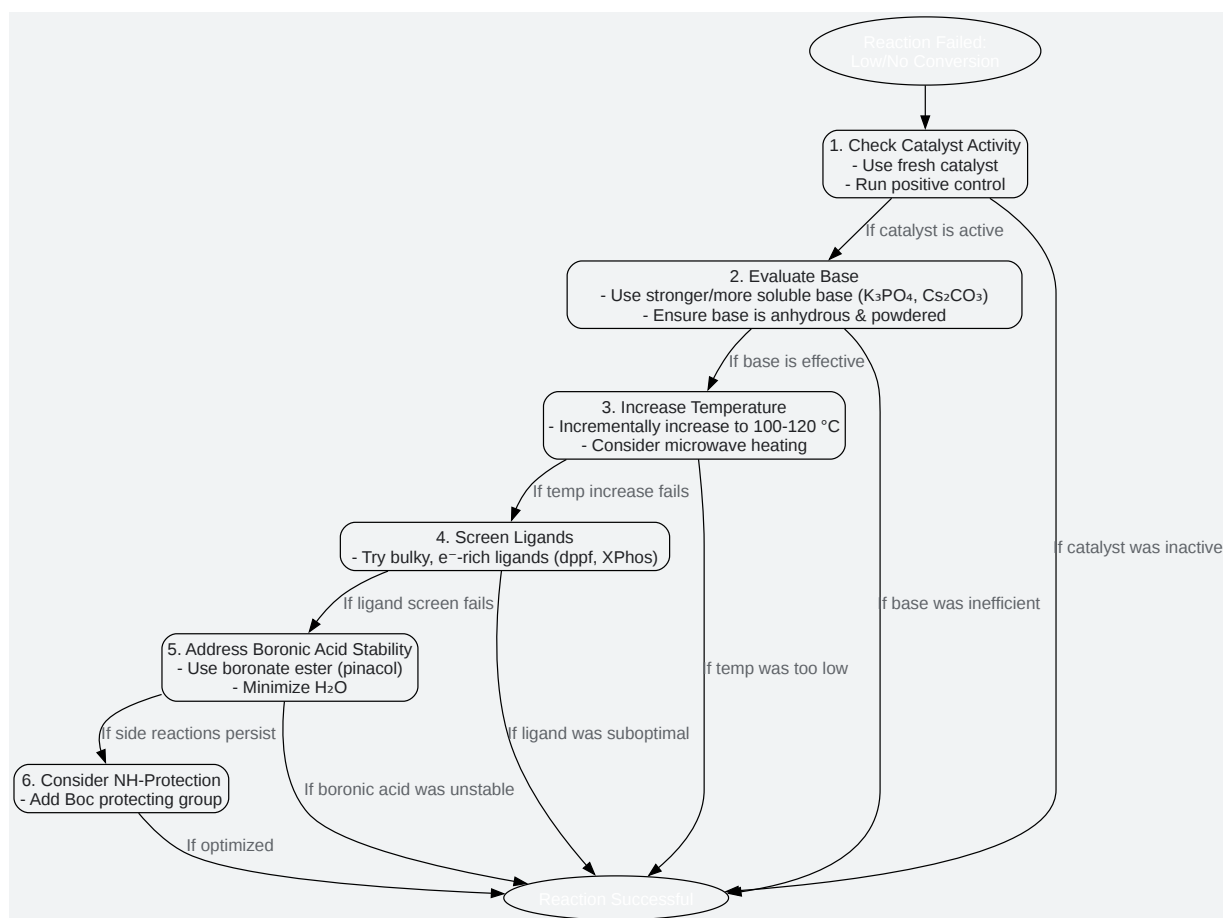 Reaction Failed:
Low/No Conversion
1. Check Catalyst Activity
- Use fresh catalyst
- Run positive control
If catalyst is active
2. Evaluate Base
- Use stronger/more soluble base (K₃PO₄, Cs₂CO₃)
- Ensure base is anhydrous & powdered
If base is effective
3. Increase Temperature
- Incrementally increase to 100-120 °C
- Consider microwave heating
If temp increase fails
4. Screen Ligands
- Try bulky, e⁻-rich ligands (dppf, XPhos)
If catalyst was inactive
If ligand screen fails
If base was inefficient
5. Address Boronic Acid Stability
- Use boronate ester (pinacol)
- Minimize H₂O
If temp was too low
If side reactions persist
If ligand was suboptimal
6. Consider NH-Protection
- Add Boc protecting group
If boronic acid was unstable
If optimized
Reaction Successful